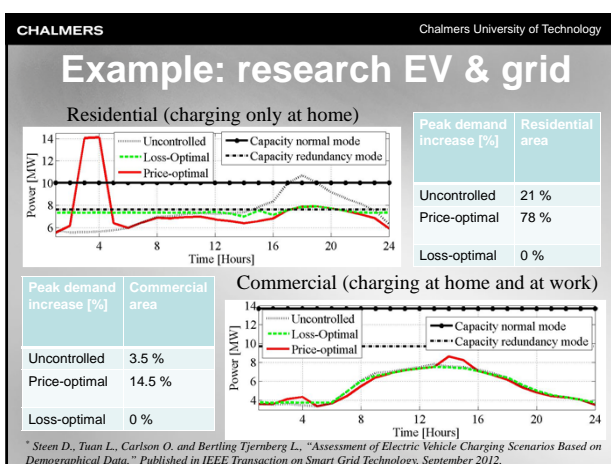 CHALMERS
Chalmers University of Technology
Example: research EV & grid
Residential (charging only at home)
Power [MW]
14
12
10
8
6
Uncontrolled
Loss-Optimal
Price-optimal
Capacity normal mode
Capacity redundancy mode
4 8 12 16 20 24
Time [Hours]
Peak demand increase [%] Residential area
Uncontrolled 21 %
Price-optimal 78 %
Loss-optimal 0 %
Peak demand increase [%] Commercial area
Uncontrolled 3.5 %
Price-optimal 14.5 %
Loss-optimal 0 %
Commercial (charging at home and at work)
Power [MW]
14
12
10
8
6
4
Uncontrolled
Loss-Optimal
Price-optimal
Capacity normal mode
Capacity redundancy mode
4 8 12 16 20 24
Time [Hours]
* Steen D., Tuan L., Carlson O. and Bertling Tjernberg L., “Assessment of Electric Vehicle Charging Scenarios Based on
Demographical Data,” Published in IEEE Transaction on Smart Grid Technology, September 2012.